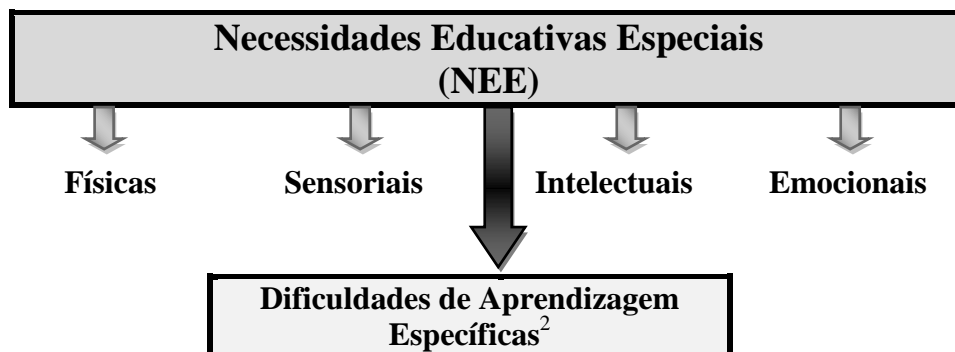 Necessidades Educativas Especiais
(NEE)
Físicas
Sensoriais
Intelectuais
Emocionais
Dificuldades de Aprendizagem
Específicas²